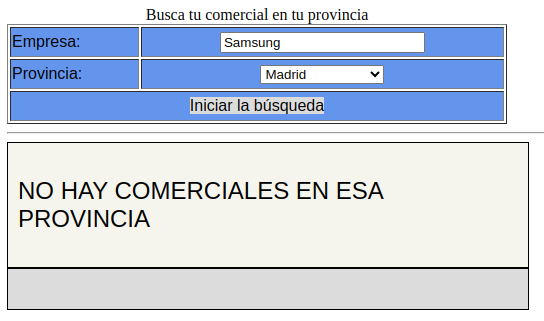 Busca tu comercial en tu provincia
Empresa: Samsung
Provincia: Madrid
Iniciar la búsqueda
NO HAY COMERCIALES EN ESA
PROVINCIA